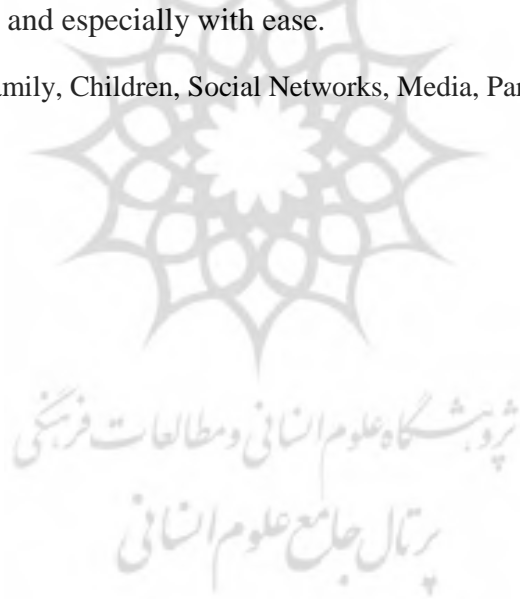 and especially with ease.
amily, Children, Social Networks, Media, Par
پژوهشگاه علوم انسانی و مطالعات فرهنگی
پرتال جامع علوم انسانی